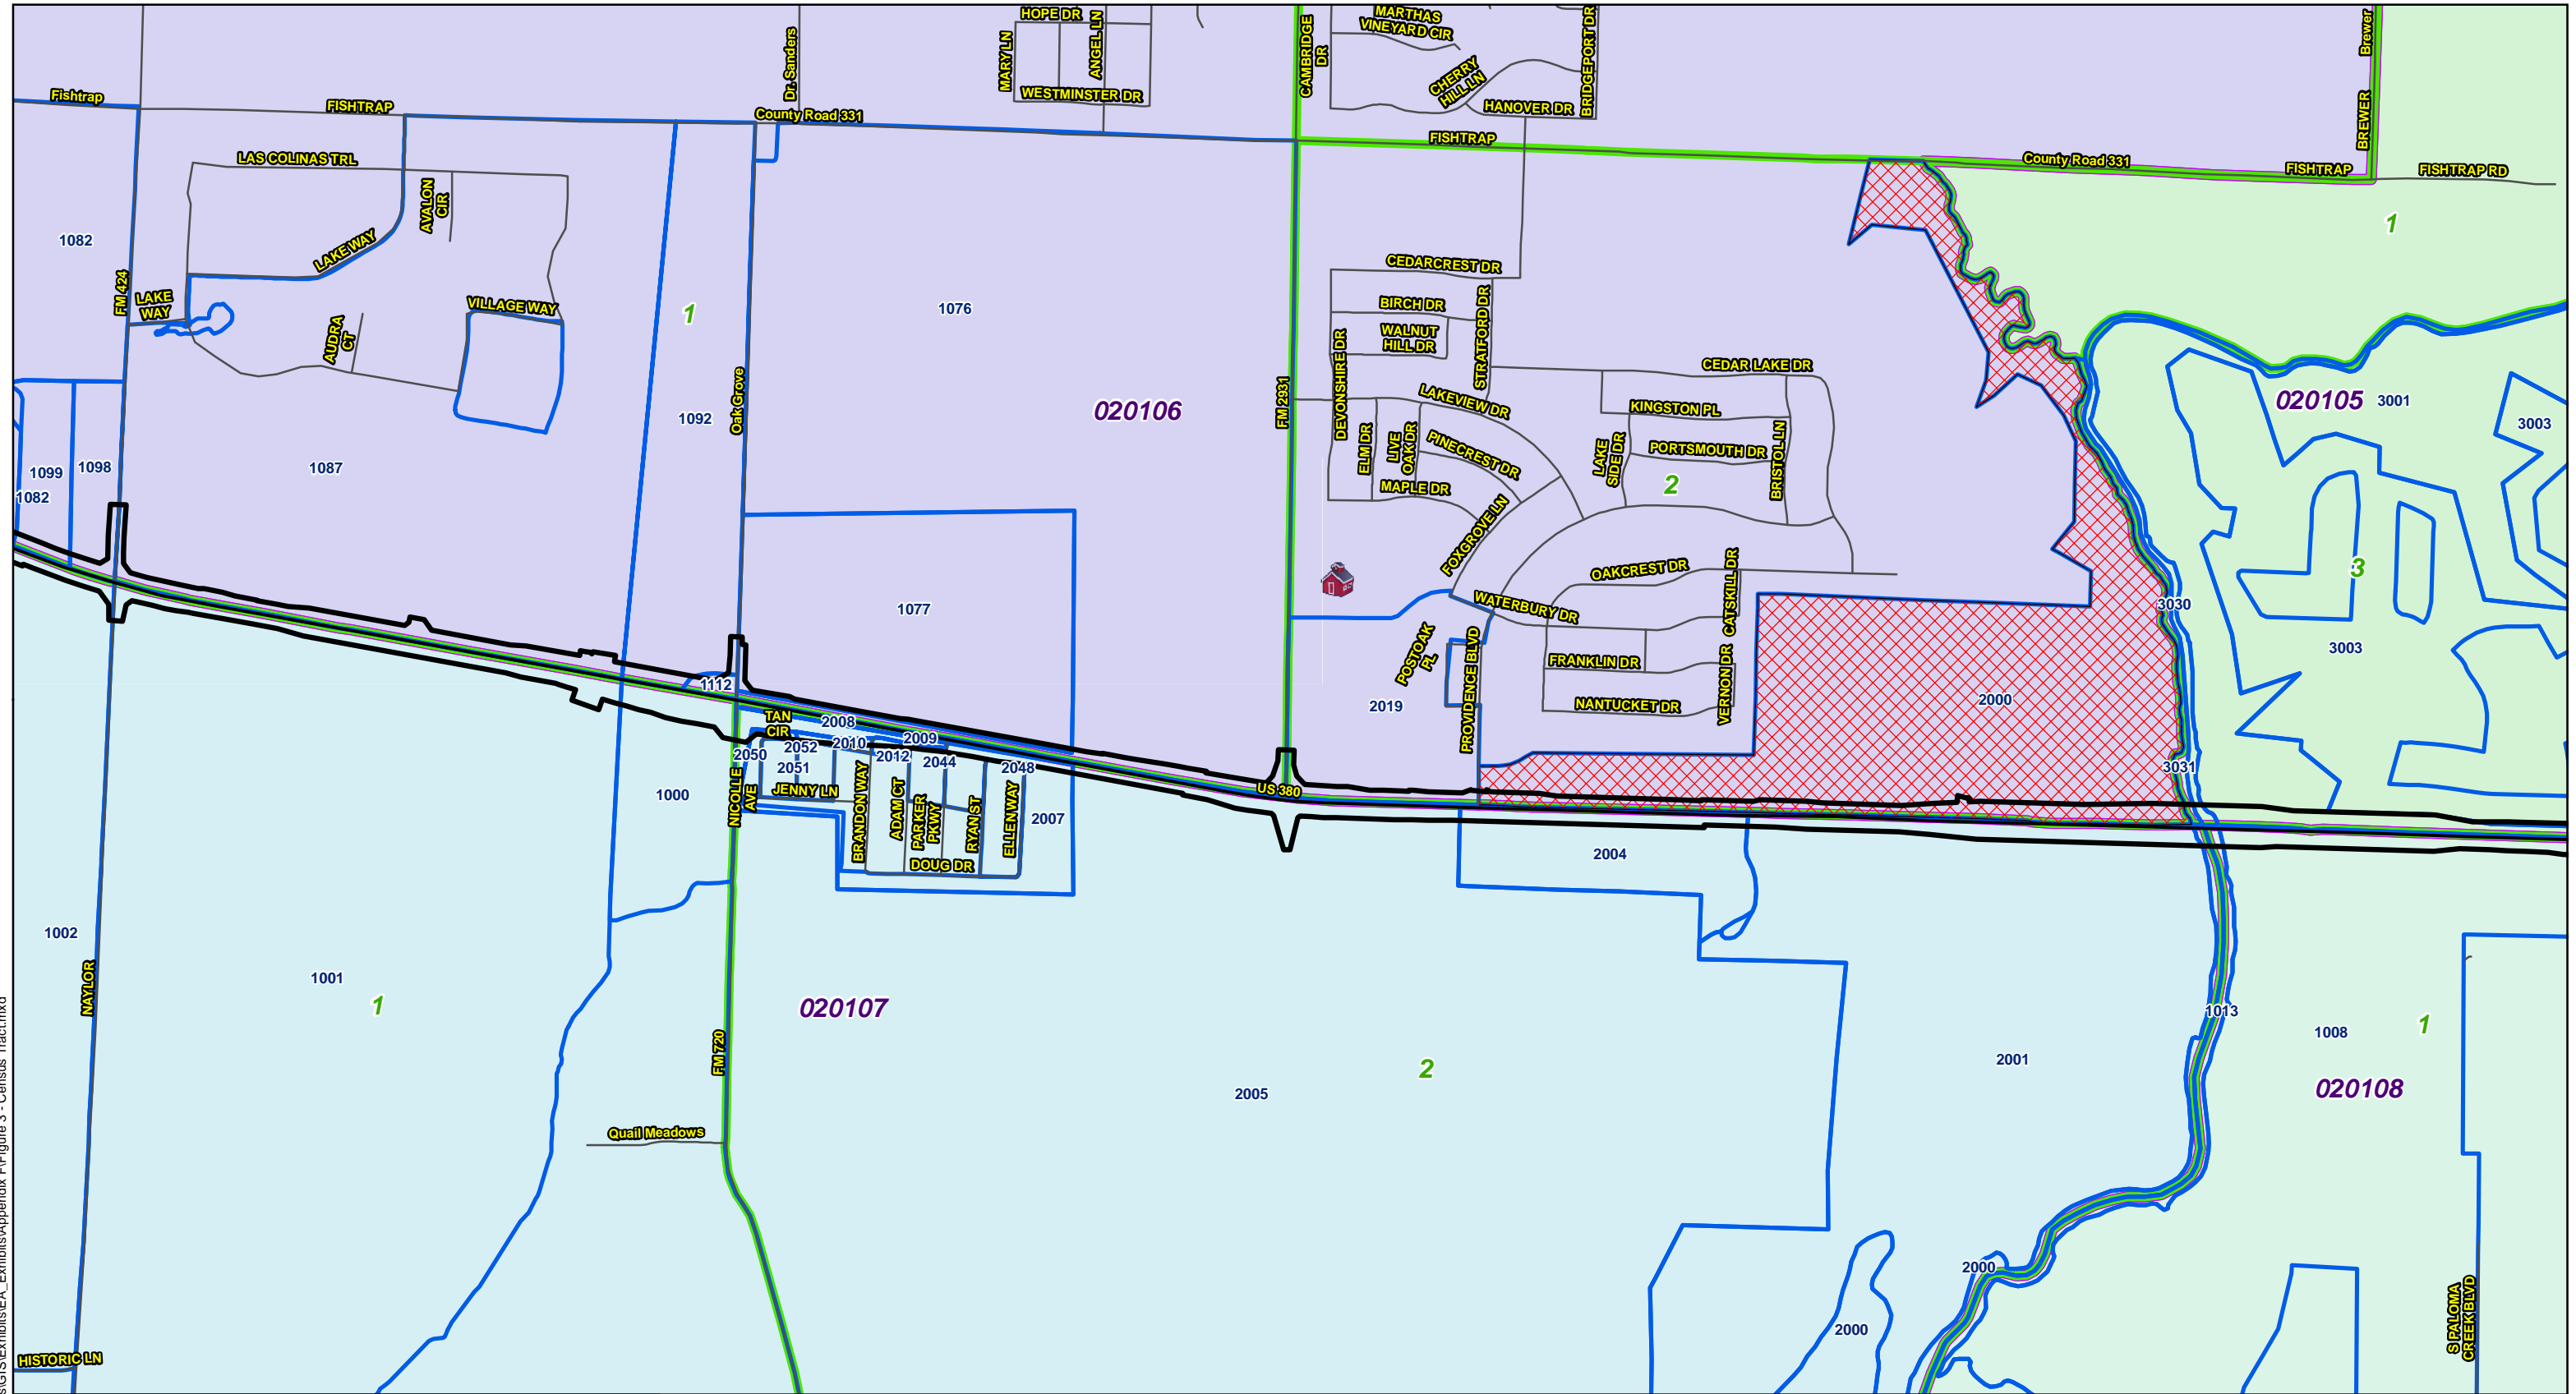 HOPE DR
MARY LN
ANGEL LN
WESTMINSTER DR
Dr. Sanders
CAMBRIDGE
DR
MARTHAS
VINEYARD CIR
CHERRY
HILL LN
HANOVER DR
BRIDGEPORT DR
Brewer
BREWER
Fishtrap
FISHTRAP
County Road 331
FISHTRAP
County Road 331
FISHTRAP
FISHTRAP RD
LAS COLINAS TRL
AVALON
CIR
LAKE WAY
1082
FM 424
LAKE
WAY
AUDRA
CT
VILLAGE WAY
1
1076
Oak Grove
1092
020106
1087
1099
1098
1082
1077
FM 2931
CEDARCREST DR
BIRCH DR
WALNUT
HILL DR
STRATFORD DR
DEVONSHIRE DR
LAKEVIEW DR
CEDAR LAKE DR
KINGSTON PL
PORTSMOUTH DR
LAKE
SIDE DR
BRISTOL LN
ELM DR
LIVE
OAK DR
PINECREST DR
MAPLE DR
2
FOXGROVE LN
OAKCREST DR
WATERBURY DR
CATSKILL DR
POSTOAK
PL
PROVIDENCE BLVD
FRANKLIN DR
NANTUCKET DR
VERNON DR
2019
2000
1
020105
3001
3003
3
3030
3003
3031
1112
TAN
CIR
2008
2009
2050
2052
2010
2012
2051
2044
2048
JENNY LN
NICOLLE
AVE
BRANDON WAY
ADAM CT
PARKER
PKWY
RYAN ST
ELLEN WAY
2007
DOUG DR
1000
US 380
2004
1002
NAYLOR
1001
1
020107
FM 720
Quail Meadows
2
2005
2001
1013
1008
1
020108
2000
2000
S PALOMA
CREEK BLVD
HISTORIC LN
s\GIS\Exhibits\EA_Exhibits\Appendix F\Figure 3 - Census Tract.mxd